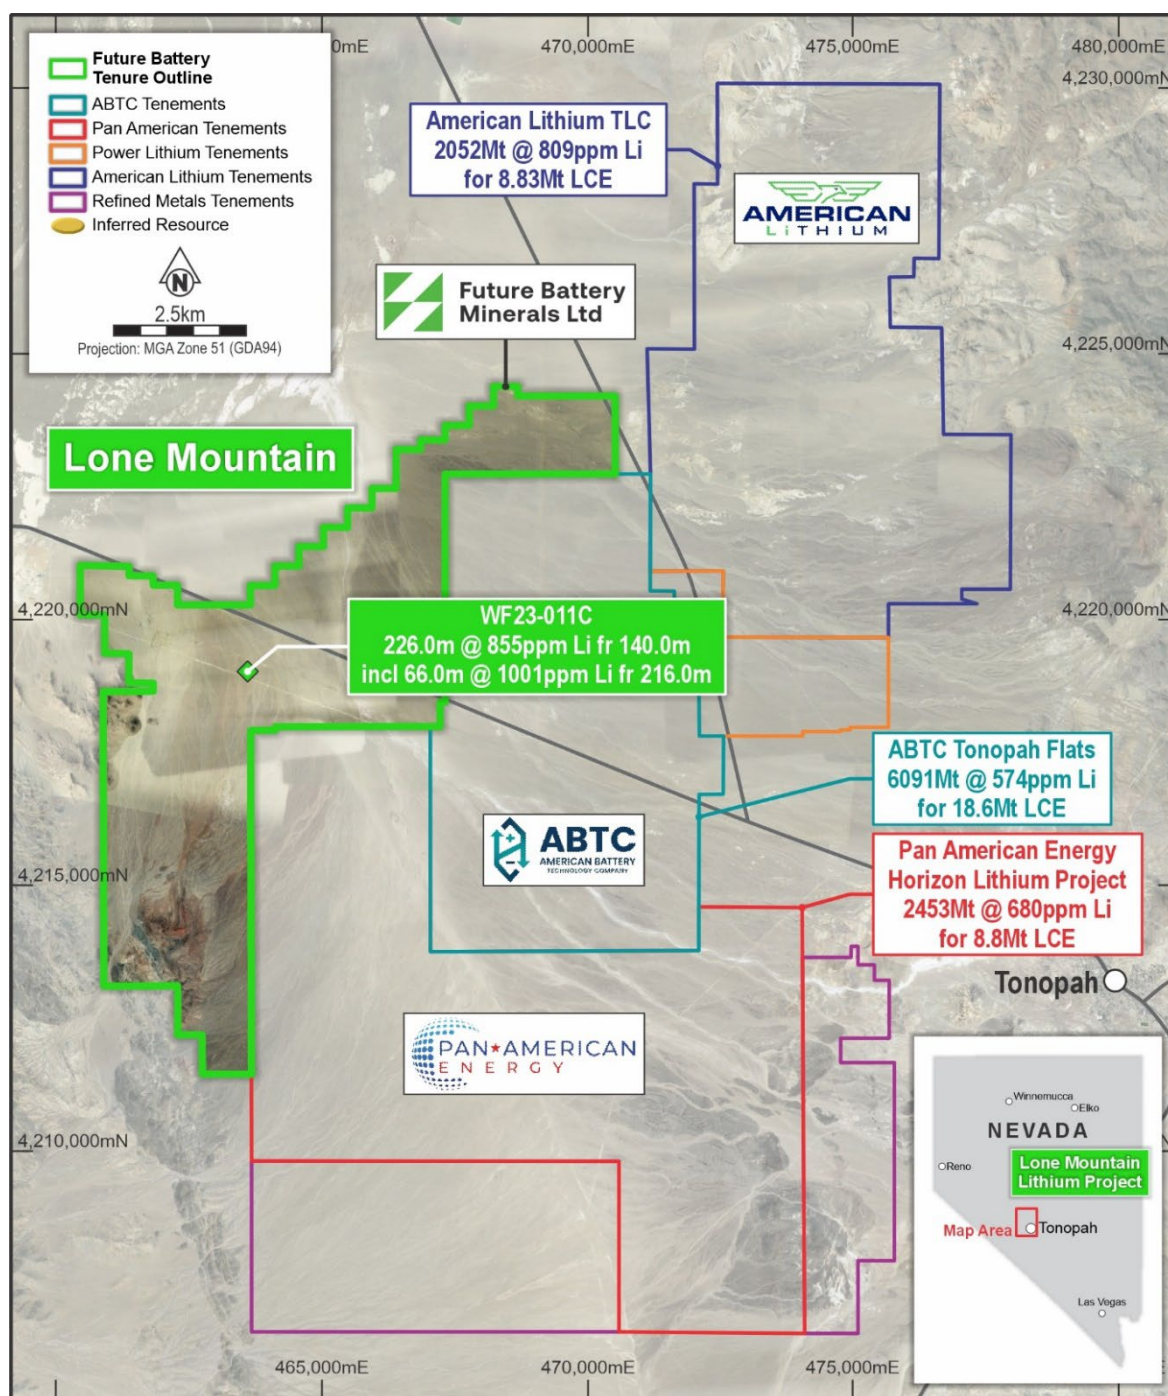 0mE
470,000mE
475,000mE
480,000mE
Future Battery
Tenure Outline
ABTC Tenements
Pan American Tenements
Power Lithium Tenements
American Lithium Tenements
Refined Metals Tenements
Inferred Resource
N
2.5km
Projection: MGA Zone 51 (GDA94)
4,230,000mN
American Lithium TLC
2052Mt @ 809ppm Li
for 8.83Mt LCE
AMERICAN
LiTHIUM
Future Battery
Minerals Ltd
4,225,000mN
Lone Mountain
4,220,000mN
4,220,000mN
WF23-011C
226.0m @ 855ppm Li fr 140.0m
incl 66.0m @ 1001ppm Li fr 216.0m
ABTC Tonopah Flats
6091Mt @ 574ppm Li
for 18.6Mt LCE
ABTC
AMERICAN BATTERY
TECHNOLOGY COMPANY
Pan American Energy
Horizon Lithium Project
2453Mt @ 680ppm Li
for 8.8Mt LCE
4,215,000mN
Tonopah
PAN★AMERICAN
ENERGY
4,210,000mN
Winnemucca
Elko
NEVADA
Reno
Lone Mountain
Lithium Project
Map Area
Tonopah
Las Vegas
465,000mE
470,000mE
475,000mE